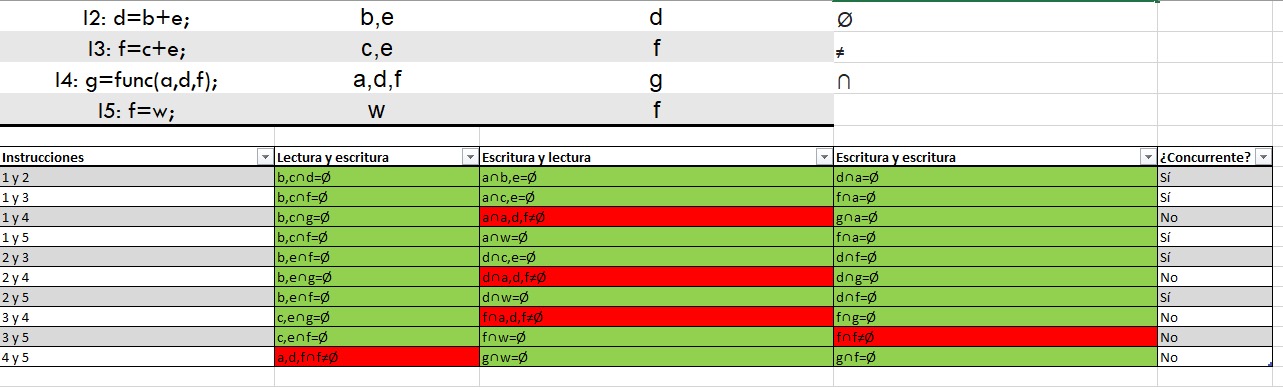 I2: d=b+e; b,e d Ø
I3: f=c+e; c,e f ≠
I4: g=func(a,d,f); a,d,f g ∩
I5: f=w; w f
Instrucciones Lectura y escritura Escritura y lectura Escritura y escritura ¿Concurrente?
1 y 2 b,c∩d=Ø a∩b,e=Ø d∩a=Ø Sí
1 y 3 b,c∩f=Ø a∩c,e=Ø f∩a=Ø Sí
1 y 4 b,c∩g=Ø a∩a,d,f≠Ø g∩a=Ø No
1 y 5 b,c∩f=Ø a∩w=Ø f∩a=Ø Sí
2 y 3 b,e∩f=Ø d∩c,e=Ø d∩f=Ø Sí
2 y 4 b,e∩g=Ø d∩a,d,f≠Ø d∩g=Ø No
2 y 5 b,e∩f=Ø d∩w=Ø d∩f=Ø Sí
3 y 4 c,e∩g=Ø f∩a,d,f≠Ø f∩g=Ø No
3 y 5 c,e∩f=Ø f∩w=Ø f∩f≠Ø No
4 y 5 a,d,f∩f≠Ø g∩w=Ø g∩f=Ø No